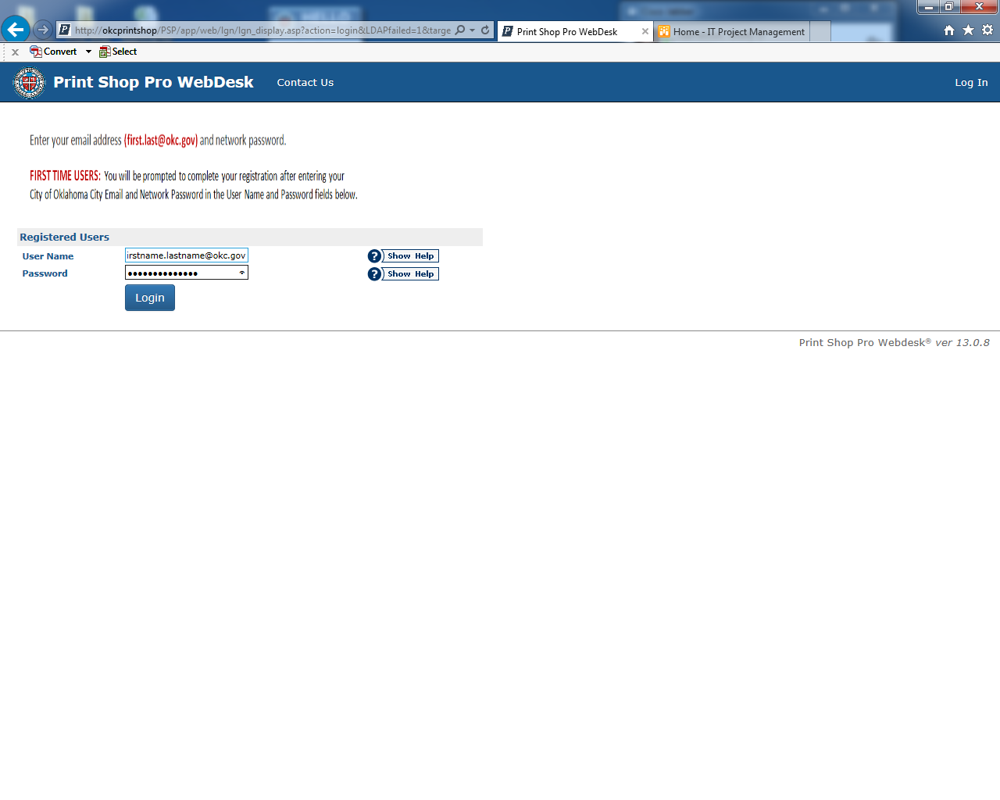 http://okcprintshop/PSP/app/web/lgn/lgn_display.asp?action=login&LDAPfailed=1&targe
Print Shop Pro WebDesk
Home - IT Project Management
x Convert Select
Print Shop Pro WebDesk Contact Us Log In
Enter your email address (first.last@okc.gov) and network password.
FIRST TIME USERS: You will be prompted to complete your registration after entering your
City of Oklahoma City Email and Network Password in the User Name and Password fields below.
Registered Users
User Name irstname.lastname@okc.gov ? Show Help
Password •••••••••••••• ? Show Help
Login
Print Shop Pro Webdesk® ver 13.0.8